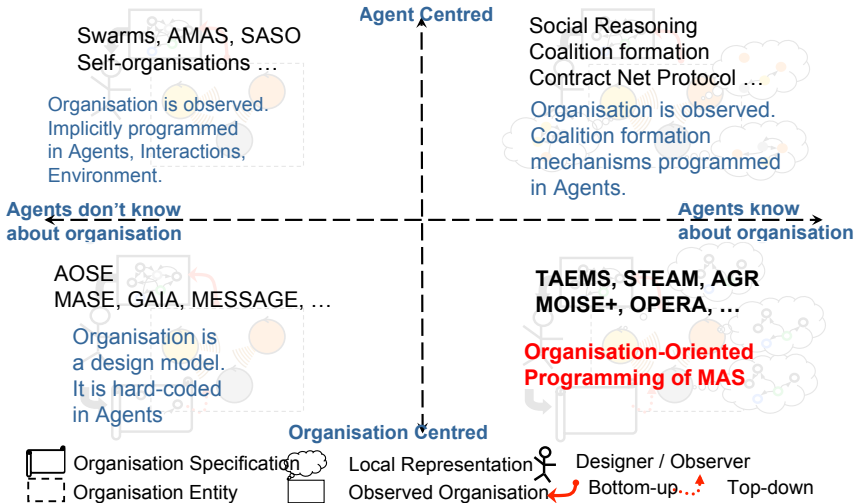 Agent Centred
Swarms, AMAS, SASO
Self-organisations …
Organisation is observed.
Implicitly programmed
in Agents, Interactions,
Environment.
Social Reasoning
Coalition formation
Contract Net Protocol …
Organisation is observed.
Coalition formation
mechanisms programmed
in Agents.
Agents don't know
about organisation
Agents know
about organisation
AOSE
MASE, GAIA, MESSAGE, …
Organisation is
a design model.
It is hard-coded
in Agents
TAEMS, STEAM, AGR
MOISE+, OPERA, …
Organisation-Oriented
Programming of MAS
Organisation Centred
Organisation Specification
Local Representation
Designer / Observer
Organisation Entity
Observed Organisation
Bottom-up
Top-down